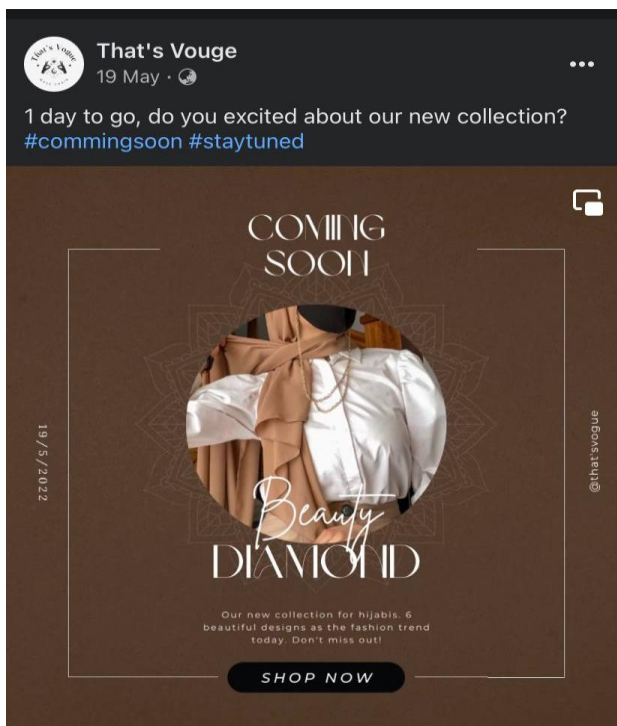 That's Vogue
That's Vouge
19 May ·
1 day to go, do you excited about our new collection?
#commingsoon #staytuned
COMING
SOON
19/5/2022
@that'svogue
Beauty
DIAMOND
Our new collection for hijabis. 6
beautiful designs as the fashion trend
today. Don't miss out!
SHOP NOW